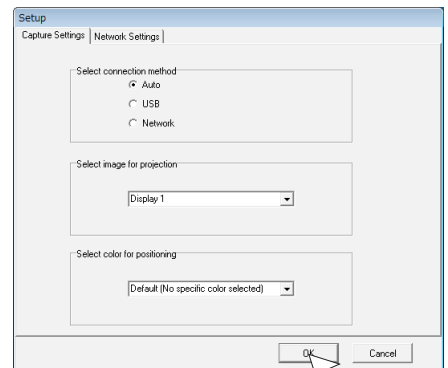 Setup
Capture Settings Network Settings
Select connection method
Auto
USB
Network
Select image for projection
Display 1
Select color for positioning
Default (No specific color selected)
OK Cancel